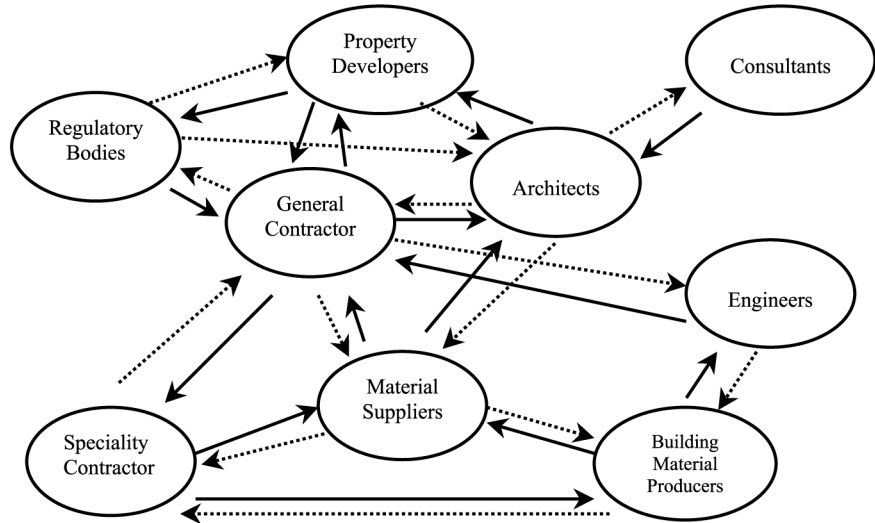 Property
Developers
Consultants
Regulatory
Bodies
Architects
General
Contractor
Engineers
Material
Suppliers
Speciality
Contractor
Building
Material
Producers